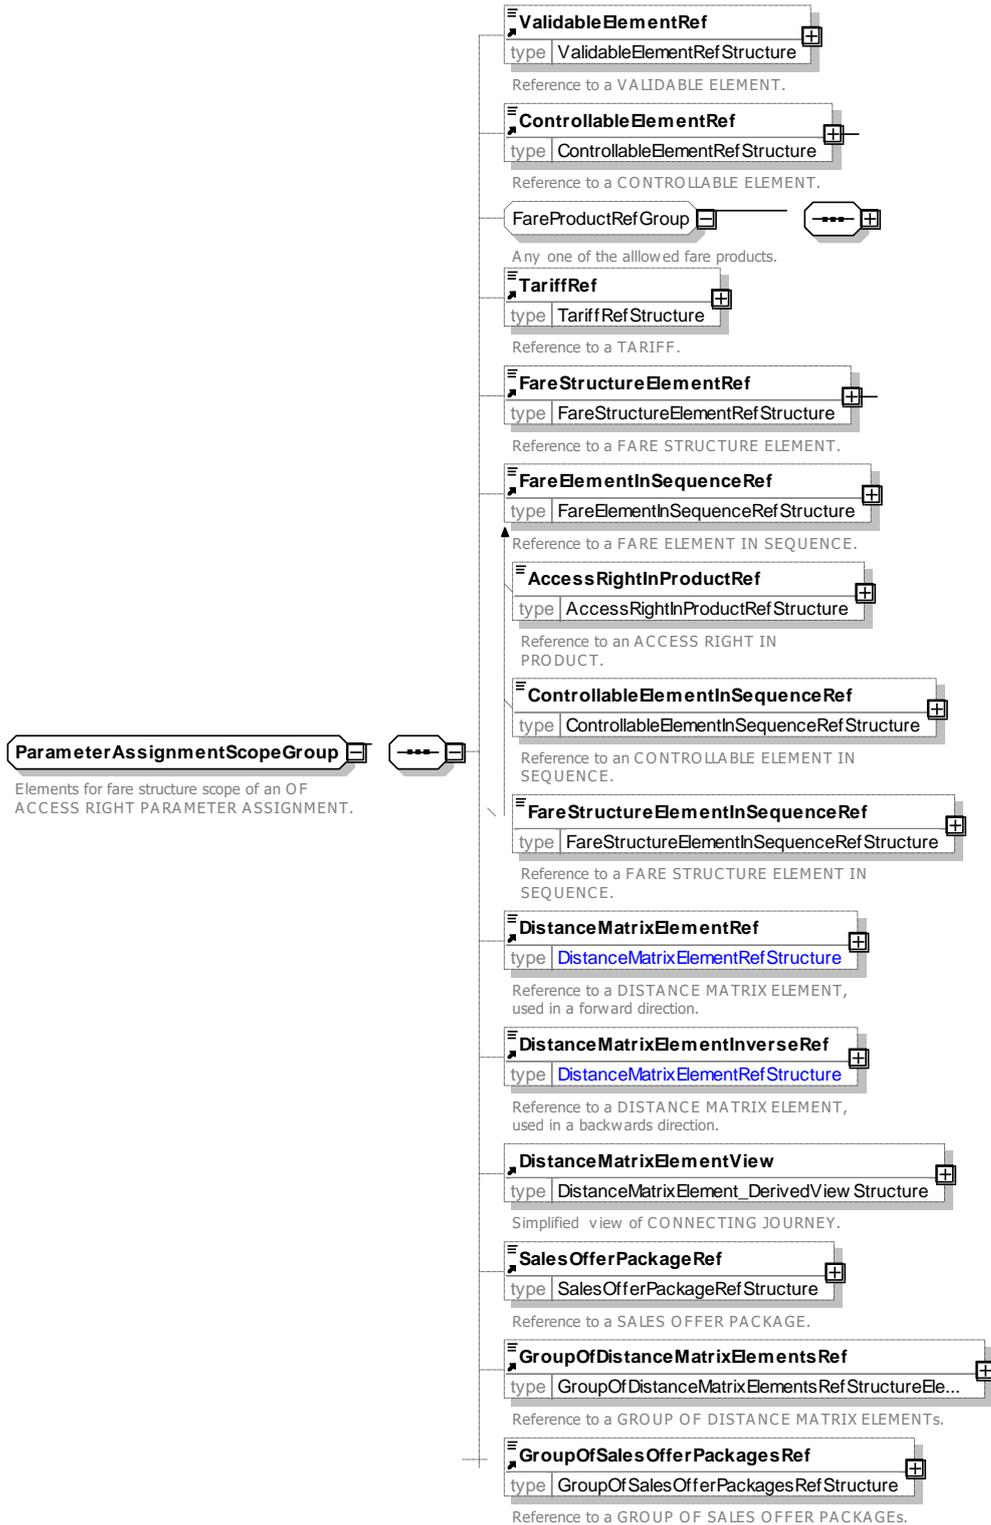 ValidableElementRef
type ValidableElementRefStructure
Reference to a VALIDABLE ELEMENT.
ControllableElementRef
type ControllableElementRefStructure
Reference to a CONTROLLABLE ELEMENT.
FareProductRefGroup
Any one of the alllowed fare products.
TariffRef
type TariffRefStructure
Reference to a TARIFF.
FareStructureElementRef
type FareStructureElementRefStructure
Reference to a FARE STRUCTURE ELEMENT.
FareElementInSequenceRef
type FareElementInSequenceRefStructure
Reference to a FARE ELEMENT IN SEQUENCE.
AccessRightInProductRef
type AccessRightInProductRefStructure
Reference to an ACCESS RIGHT IN
PRODUCT.
ControllableElementInSequenceRef
type ControllableElementInSequenceRefStructure
Reference to an CONTROLLABLE ELEMENT IN
SEQUENCE.
ParameterAssignmentScopeGroup
Elements for fare structure scope of an OF
ACCESS RIGHT PARAMETER ASSIGNMENT.
FareStructureElementInSequenceRef
type FareStructureElementInSequenceRefStructure
Reference to a FARE STRUCTURE ELEMENT IN
SEQUENCE.
DistanceMatrixElementRef
type DistanceMatrixElementRefStructure
Reference to a DISTANCE MATRIX ELEMENT,
used in a forward direction.
DistanceMatrixElementInverseRef
type DistanceMatrixElementRefStructure
Reference to a DISTANCE MATRIX ELEMENT,
used in a backwards direction.
DistanceMatrixElementView
type DistanceMatrixElement_DerivedViewStructure
Simplified view of CONNECTING JOURNEY.
SalesOfferPackageRef
type SalesOfferPackageRefStructure
Reference to a SALES OFFER PACKAGE.
GroupOfDistanceMatrixElementsRef
type GroupOfDistanceMatrixElementsRefStructureEle...
Reference to a GROUP OF DISTANCE MATRIX ELEMENTs.
GroupOfSalesOfferPackagesRef
type GroupOfSalesOfferPackagesRefStructure
Reference to a GROUP OF SALES OFFER PACKAGEs.